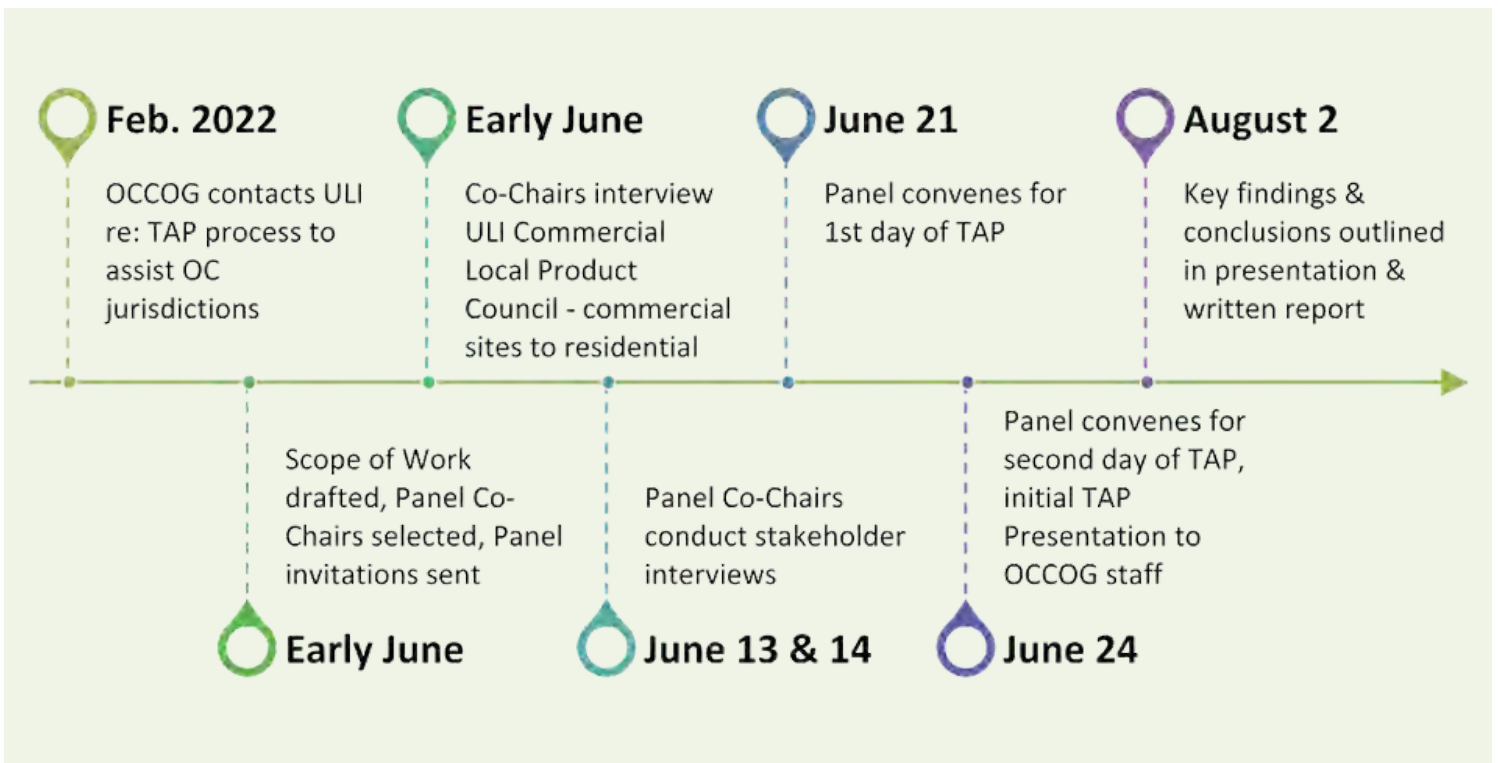 Feb. 2022
OCCOG contacts ULI
re: TAP process to
assist OC
jurisdictions
Early June
Scope of Work
drafted, Panel Co-
Chairs selected, Panel
invitations sent
Early June
Co-Chairs interview
ULI Commercial
Local Product
Council - commercial
sites to residential
June 13 & 14
Panel Co-Chairs
conduct stakeholder
interviews
June 21
Panel convenes for
1st day of TAP
June 24
Panel convenes for
second day of TAP,
initial TAP
Presentation to
OCCOG staff
August 2
Key findings &
conclusions outlined
in presentation &
written report